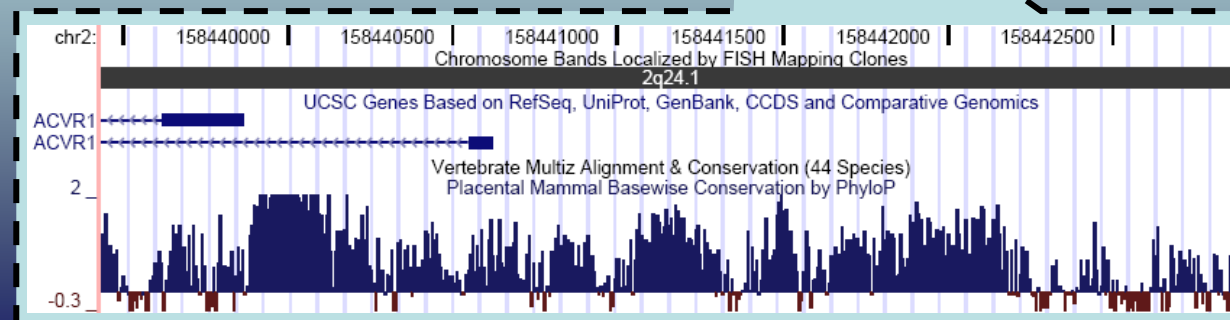 chr2: 158440000 158440500 158441000 158441500 158442000 158442500
Chromosome Bands Localized by FISH Mapping Clones
2q24.1
UCSC Genes Based on RefSeq, UniProt, GenBank, CCDS and Comparative Genomics
ACVR1
ACVR1
Vertebrate Multiz Alignment & Conservation (44 Species)
Placental Mammal Basewise Conservation by PhyloP
2 _
-0.3 _